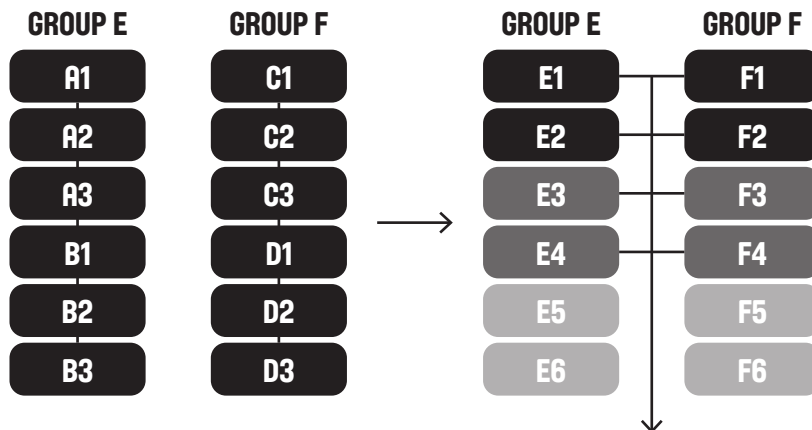 GROUP E GROUP F GROUP E GROUP F
A1 C1 E1 F1
A2 C2 E2 F2
A3 C3 E3 F3
B1 D1 E4 F4
B2 D2 E5 F5
B3 D3 E6 F6